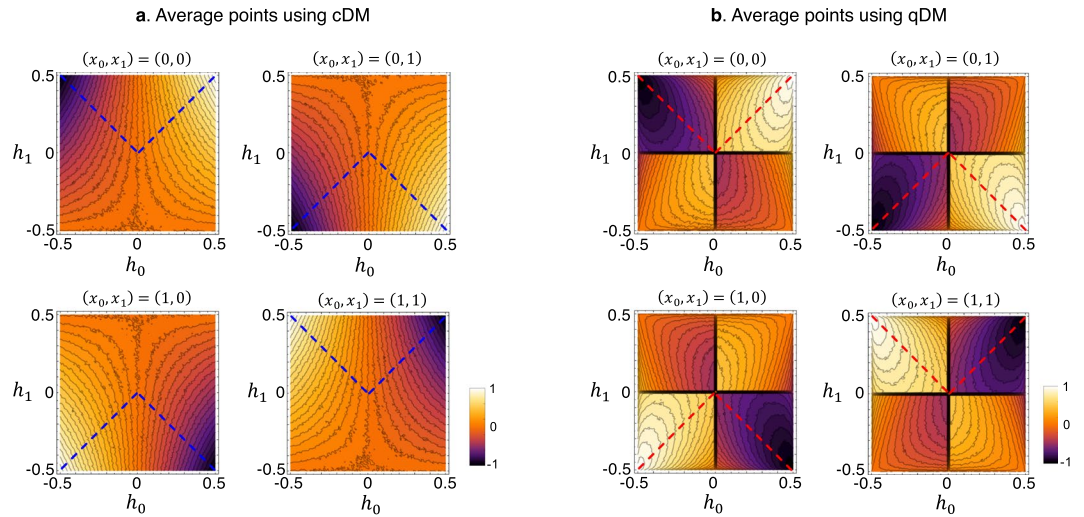 a. Average points using cDM
b. Average points using qDM
(x₀, x₁) = (0, 0)
(x₀, x₁) = (0, 1)
(x₀, x₁) = (0, 0)
(x₀, x₁) = (0, 1)
0.5
0.5
0.5
0.5
h₁
0
h₁
0
h₁
0
h₁
0
-0.5
-0.5
-0.5
-0.5
-0.5
0
0.5
-0.5
0
0.5
-0.5
0
0.5
-0.5
0
0.5
h₀
h₀
h₀
h₀
(x₀, x₁) = (1, 0)
(x₀, x₁) = (1, 1)
(x₀, x₁) = (1, 0)
(x₀, x₁) = (1, 1)
0.5
0.5
0.5
0.5
h₁
0
h₁
0
h₁
0
h₁
0
1
0
-1
1
0
-1
-0.5
-0.5
-0.5
-0.5
-0.5
0
0.5
-0.5
0
0.5
-0.5
0
0.5
-0.5
0
0.5
h₀
h₀
h₀
h₀